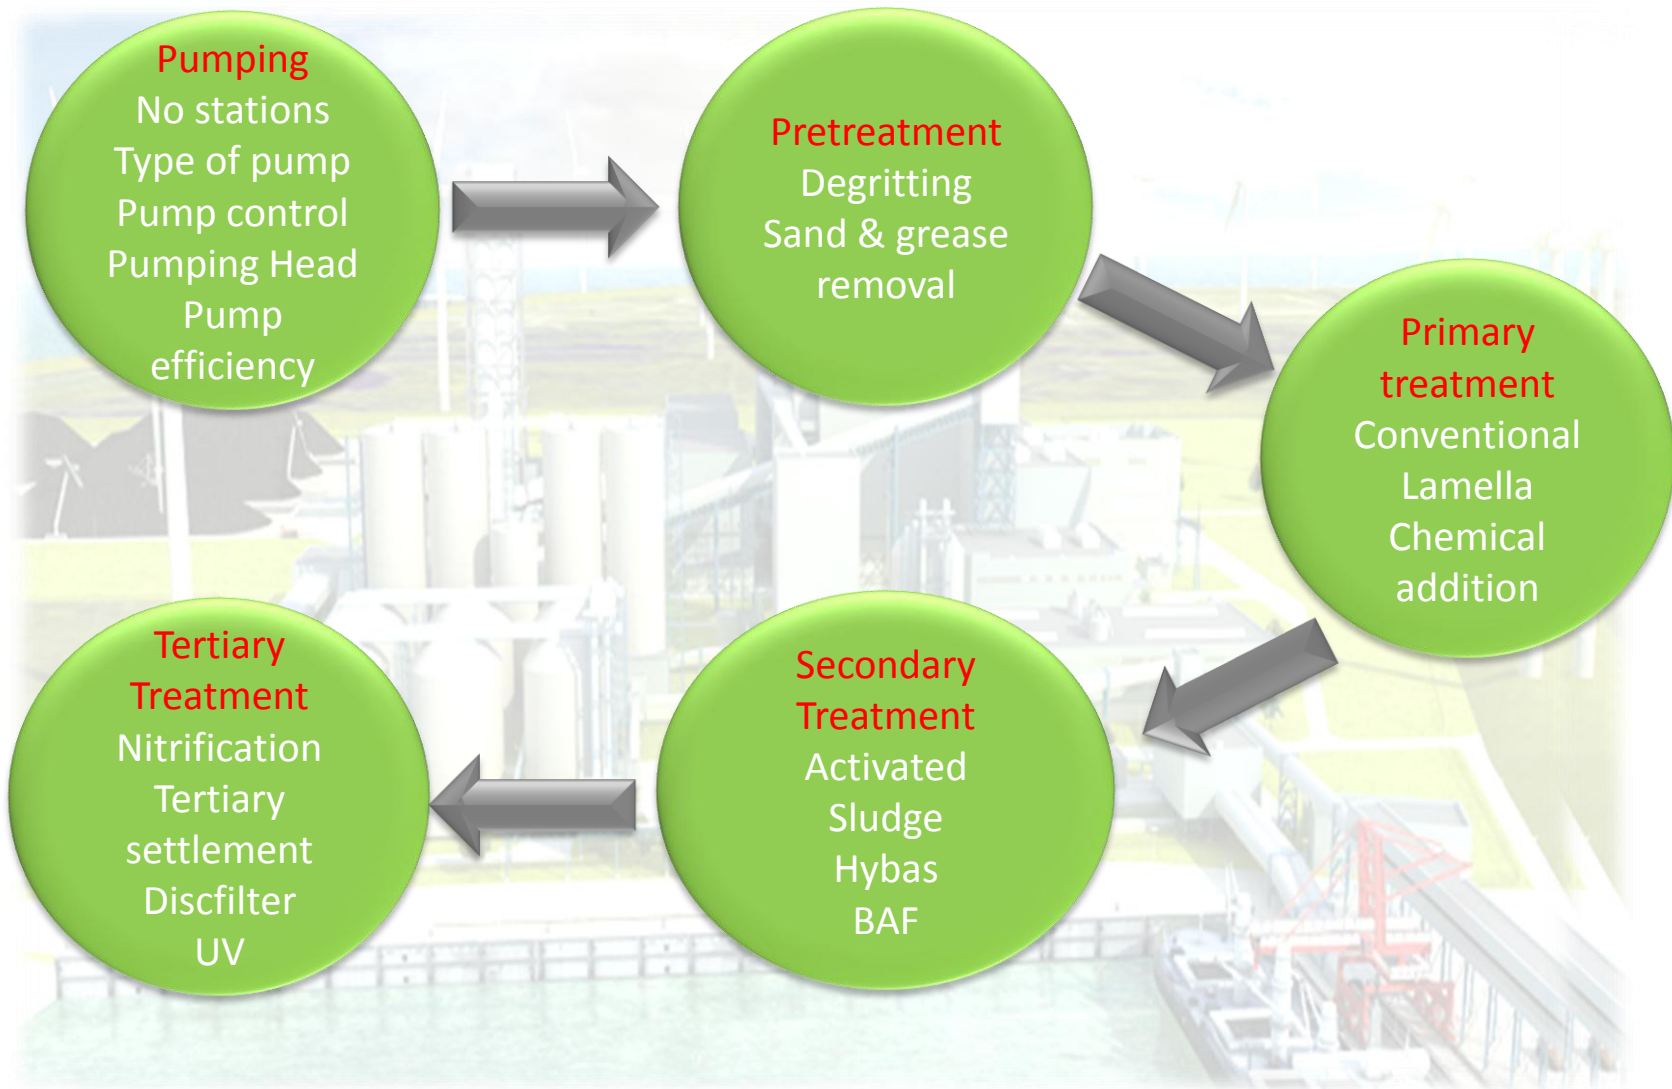 Pumping
No stations
Type of pump
Pump control
Pumping Head
Pump
efficiency
Pretreatment
Degritting
Sand & grease
removal
Primary
treatment
Conventional
Lamella
Chemical
addition
Secondary
Treatment
Activated
Sludge
Hybas
BAF
Tertiary
Treatment
Nitrification
Tertiary
settlement
Discfilter
UV